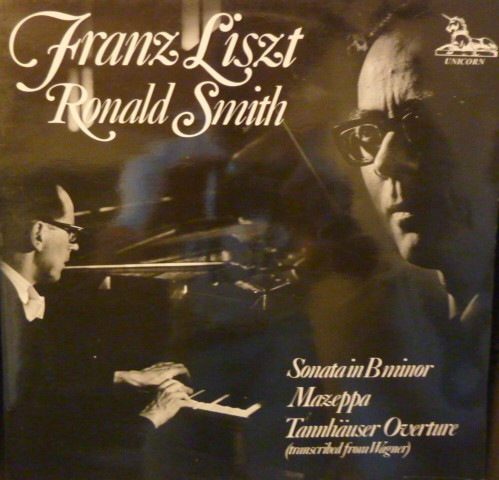 Franz Liszt
UNICORN
Ronald Smith
Sonata in B minor
Mazeppa
Tannhäuser Overture
(transcribed from Wagner)